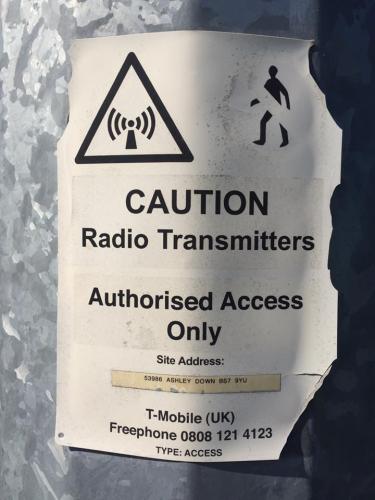 CAUTION
Radio Transmitters
Authorised Access
Only
Site Address:
53986 ASHLEY DOWN BS7 9YU
T-Mobile (UK)
Freephone 0808 121 4123
TYPE: ACCESS